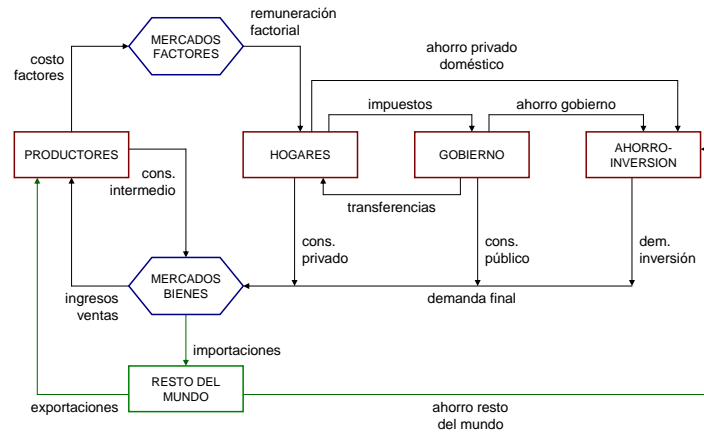 remuneración
factorial
MERCADOS
FACTORES
costo
factores
ahorro privado
doméstico
impuestos
ahorro gobierno
PRODUCTORES
HOGARES
GOBIERNO
AHORRO-
INVERSION
cons.
intermedio
transferencias
cons.
privado
cons.
público
dem.
inversión
MERCADOS
BIENES
ingresos
ventas
demanda final
importaciones
RESTO DEL
MUNDO
exportaciones
ahorro resto
del mundo